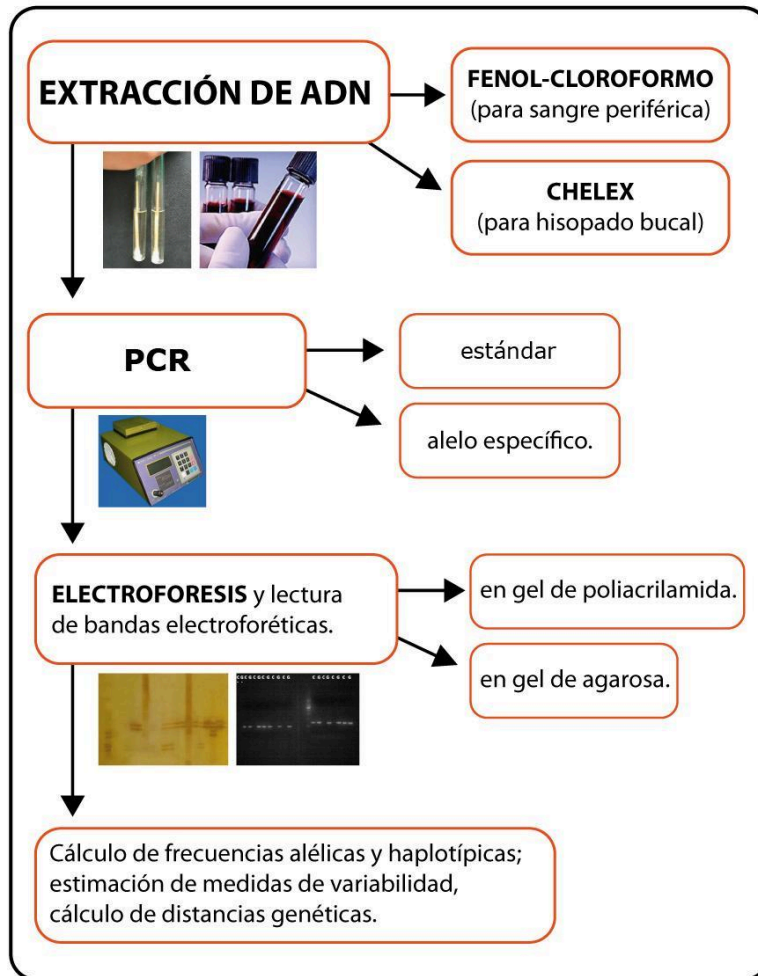 EXTRACCIÓN DE ADN
FENOL-CLOROFORMO
(para sangre periférica)
CHELEX
(para hisopado bucal)
PCR
estándar
alelo específico.
ELECTROFORESIS y lectura
de bandas electroforéticas.
en gel de poliacrilamida.
en gel de agarosa.
C G C G C G C G C G C G
C G C G C G C G
Cálculo de frecuencias alélicas y haplotípicas;
estimación de medidas de variabilidad,
cálculo de distancias genéticas.